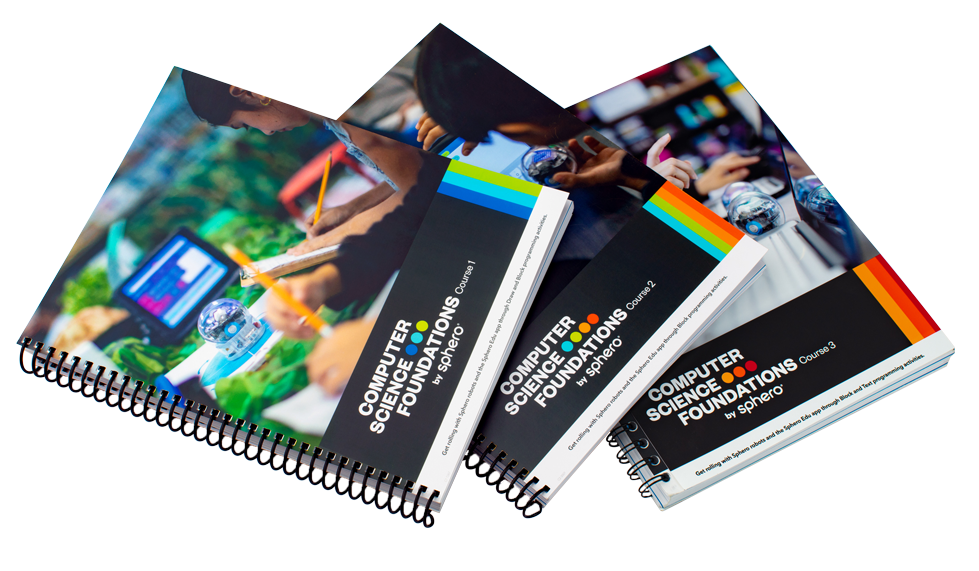 COMPUTER
SCIENCE
FOUNDATIONS Course 1
by sphero
Get rolling with Sphero robots and the Sphero Edu app through Draw and Block programming activities.
COMPUTER
SCIENCE
FOUNDATIONS Course 2
by sphero
Get rolling with Sphero robots and the Sphero Edu app through Block programming activities.
COMPUTER
SCIENCE
FOUNDATIONS Course 3
by sphero
Get rolling with Sphero robots and the Sphero Edu app through Block and Text programming activities.